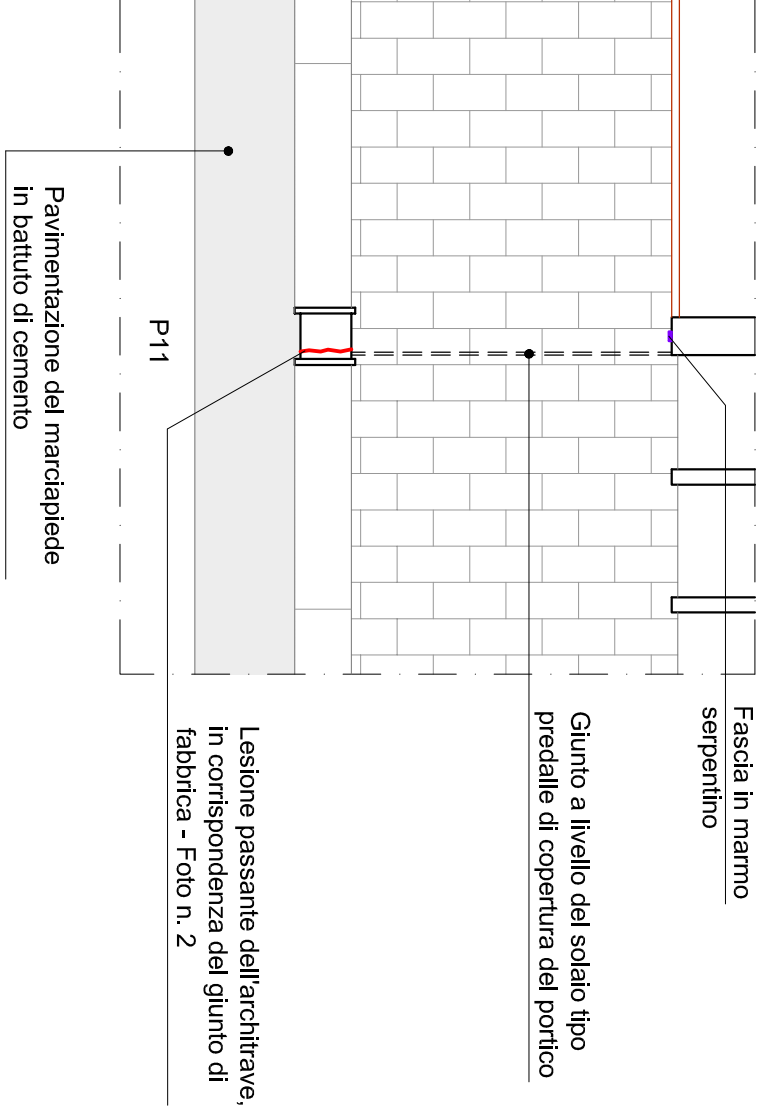 Fascia in marmo
serpentino
Giunto a livello del solaio tipo
predalle di copertura del portico
Lesione passante dell'architrave,
in corrispondenza del giunto di
fabbrica - Foto n. 2
P11
Pavimentazione del marciapiede
in battuto di cemento